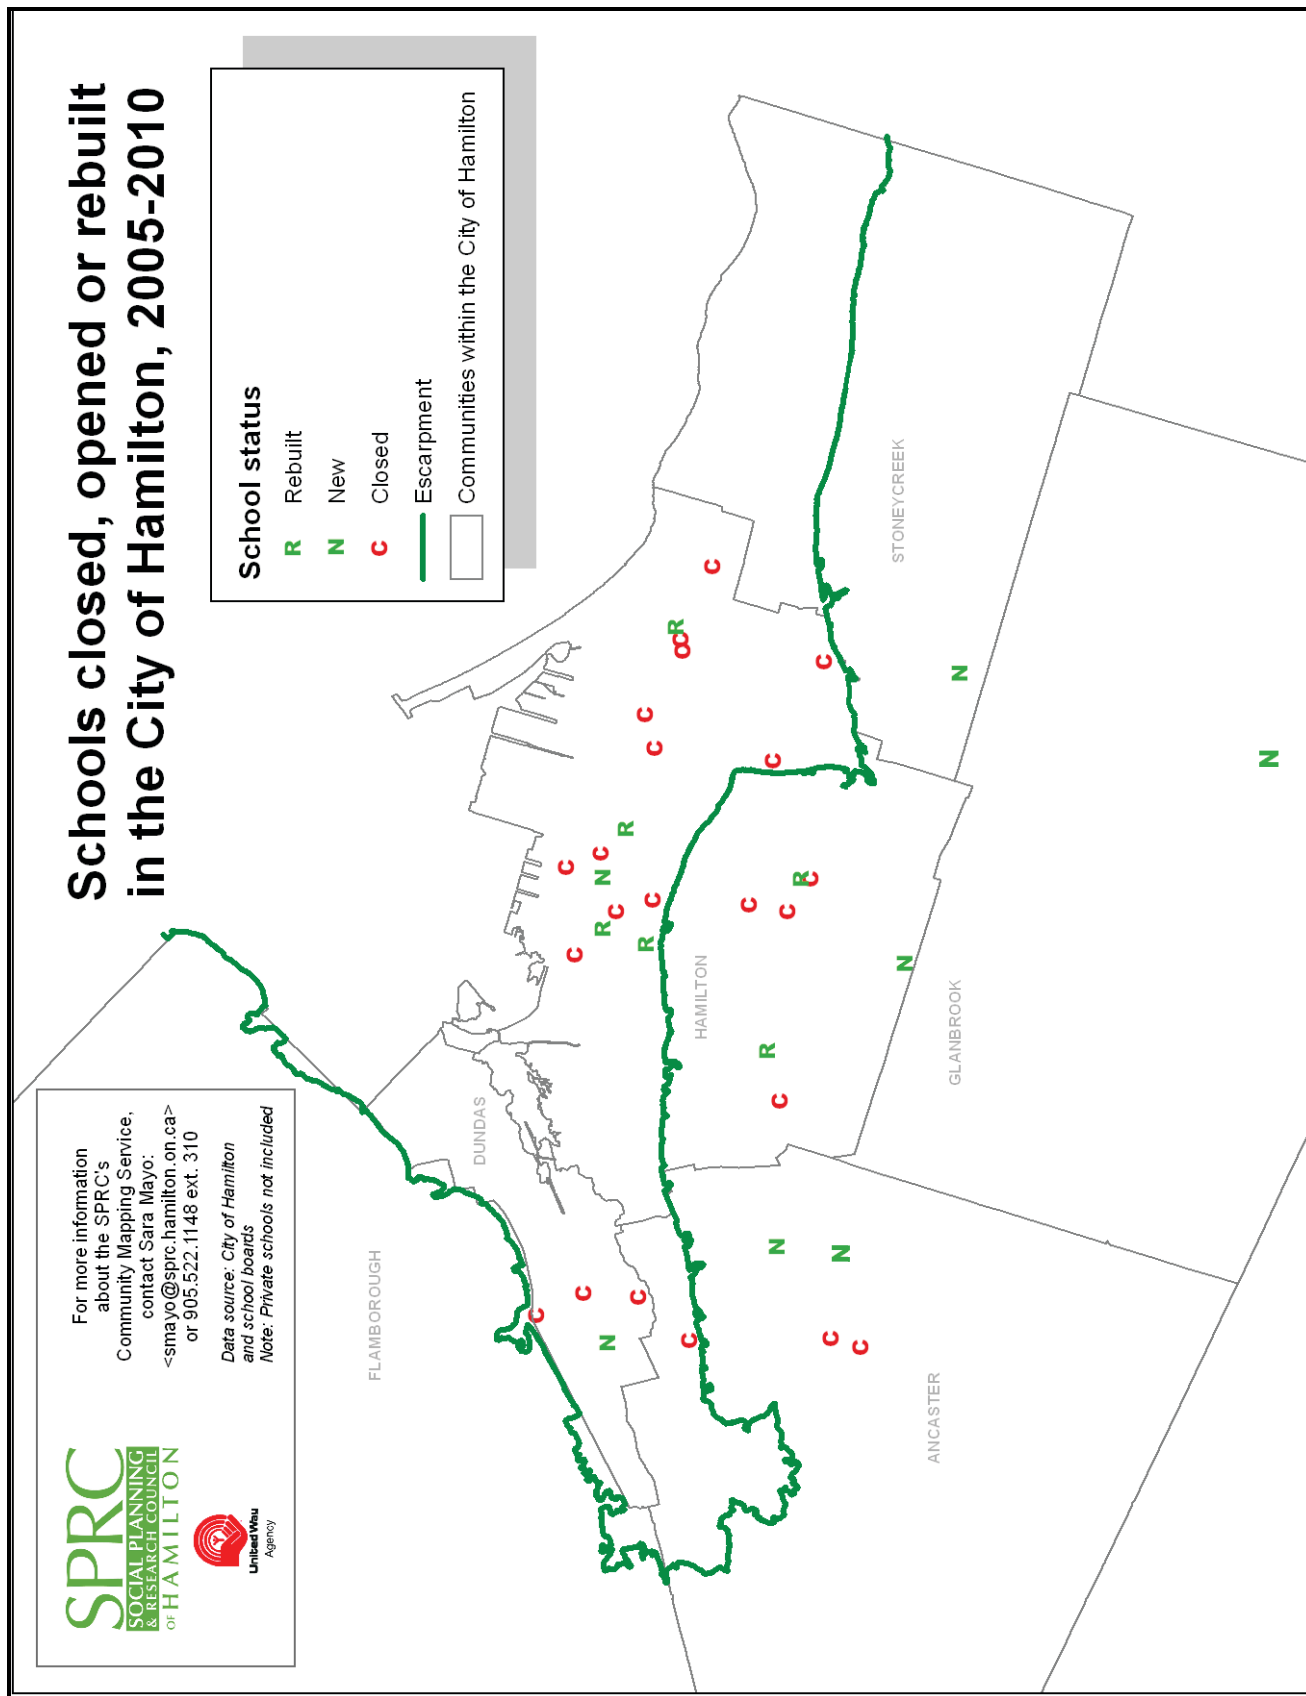 Schools closed, opened or rebuilt
in the City of Hamilton, 2005-2010
School status
R Rebuilt
N New
C Closed
Escarpment
Communities within the City of Hamilton
SPRC
SOCIAL PLANNING
& RESEARCH COUNCIL
OF HAMILTON
United Way
Agency
For more information
about the SPRC's
Community Mapping Service,
contact Sara Mayo:
<smayo@sprc.hamilton.on.ca>
or 905.522.1148 ext. 310
Data source: City of Hamilton
and school boards
Note: Private schools not included
FLAMBOROUGH
DUNDAS
HAMILTON
STONEYCREEK
GLANBROOK
ANCASTER
C
C
C
N
C
C
C
N
N
C
R
C
R
R
C
C
N
C
C
R
C
C
R
C
N
C
C
C
C
C
R
C
C
N
N